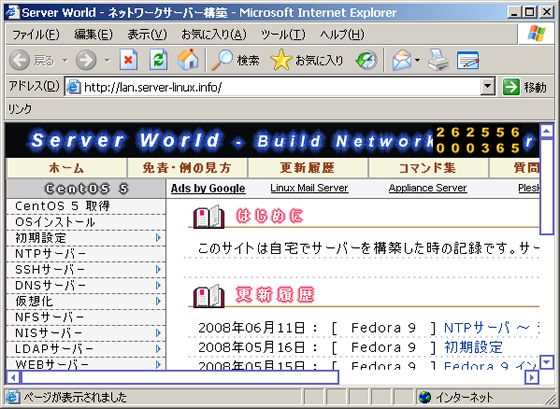 Server World - ネットワークサーバー構築 - Microsoft Internet Explorer
ファイル(F) 編集(E) 表示(V) お気に入り(A) ツール(T) ヘルプ(H)
戻る 検索 お気に入り
アドレス(D) http://lan.server-linux.info/ 移動
リンク
Server World - Build Network
262556
000365
ホーム 免責・例の見方 更新履歴 コマンド集 質問
CentOS 5
Ads by Google Linux Mail Server Appliance Server Plesk
CentOS 5 取得
OSインストール
初期設定
NTPサーバー
SSHサーバー
DNSサーバー
仮想化
NFSサーバー
NISサーバー
LDAPサーバー
WEBサーバー
はじめに
このサイトは自宅でサーバーを構築した時の記録です。サー
更新履歴
2008年06月11日： [ Fedora 9 ] NTPサーバ ～
2008年05月16日： [ Fedora 9 ] 初期設定
2008年05月15日： [ Fedora 9 ] Fedora 9 イン
ページが表示されました インターネット